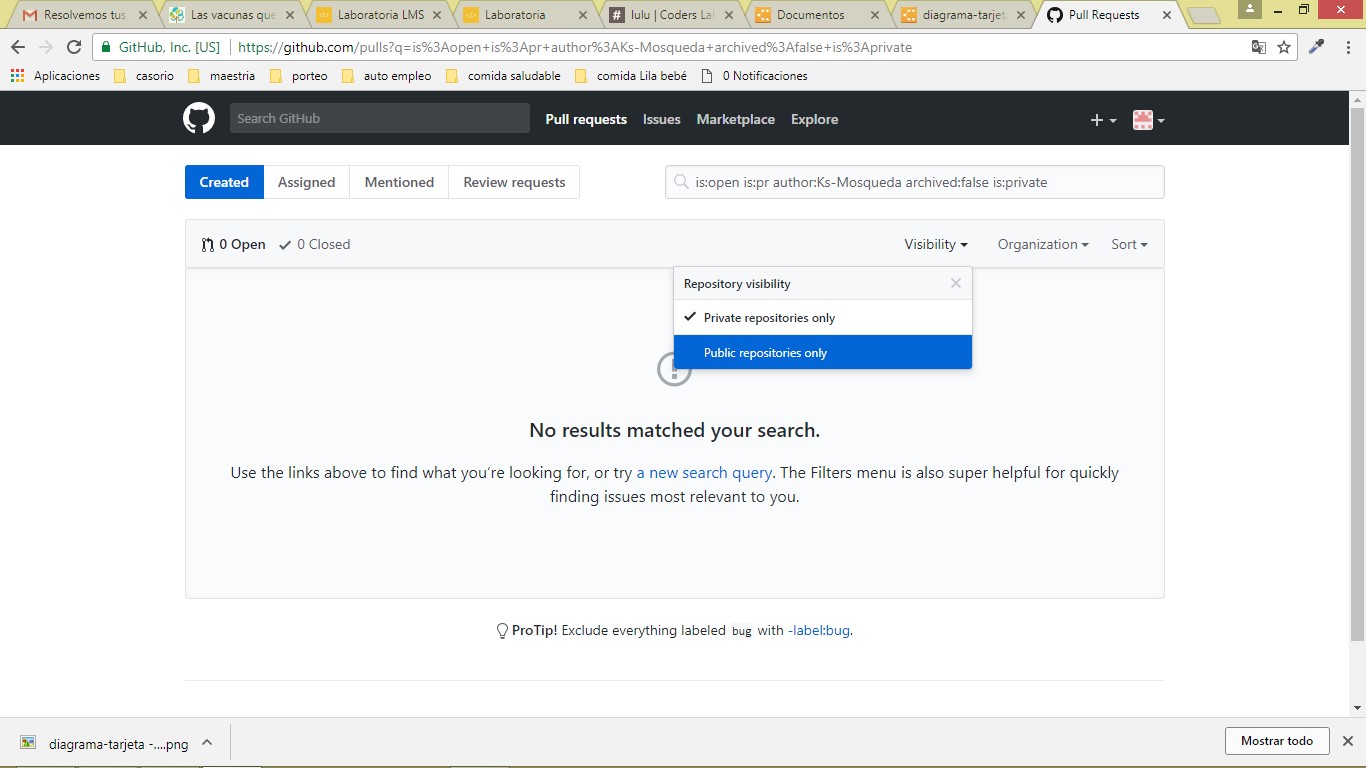 Resolvemos tus
Las vacunas que
Laboratoria LMS
Laboratoria
lulu | Coders Lal
Documentos
diagrama-tarjet
Pull Requests
GitHub, Inc. [US]
https://github.com/pulls?q=is%3Aopen+is%3Apr+author%3AKs-Mosqueda+archived%3Afalse+is%3Aprivate
Aplicaciones
casorio
maestria
porteo
auto empleo
comida saludable
comida Lila bebé
0 Notificaciones
Search GitHub
Pull requests
Issues
Marketplace
Explore
Created
Assigned
Mentioned
Review requests
is:open is:pr author:Ks-Mosqueda archived:false is:private
0 Open
0 Closed
Visibility
Organization
Sort
Repository visibility
Private repositories only
Public repositories only
No results matched your search.
Use the links above to find what you're looking for, or try a new search query. The Filters menu is also super helpful for quickly
finding issues most relevant to you.
ProTip! Exclude everything labeled bug with -label:bug.
diagrama-tarjeta -....png
Mostrar todo